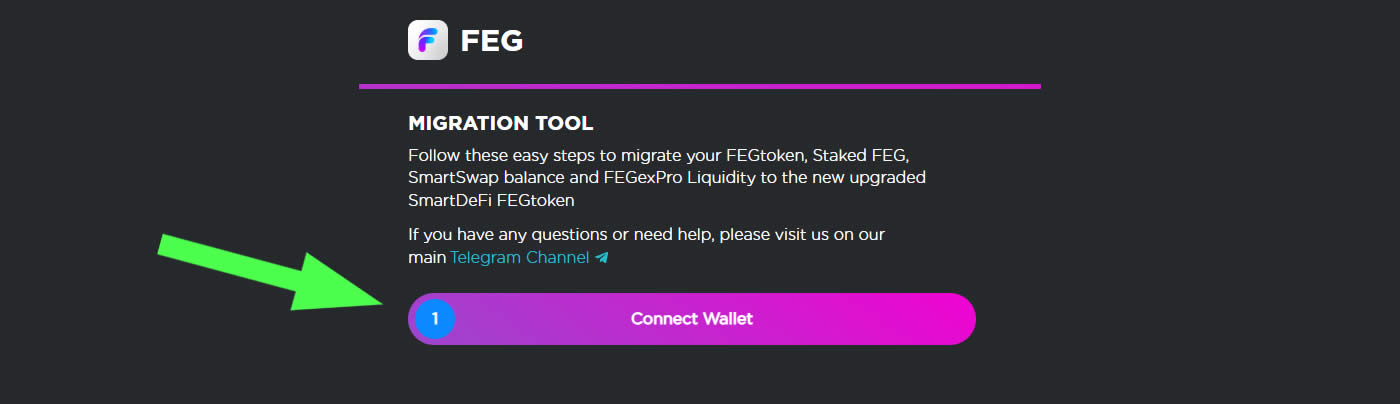 FEG
MIGRATION TOOL
Follow these easy steps to migrate your FEGtoken, Staked FEG,
SmartSwap balance and FEGexPro Liquidity to the new upgraded
SmartDeFi FEGtoken
If you have any questions or need help, please visit us on our
main Telegram Channel
1 Connect Wallet